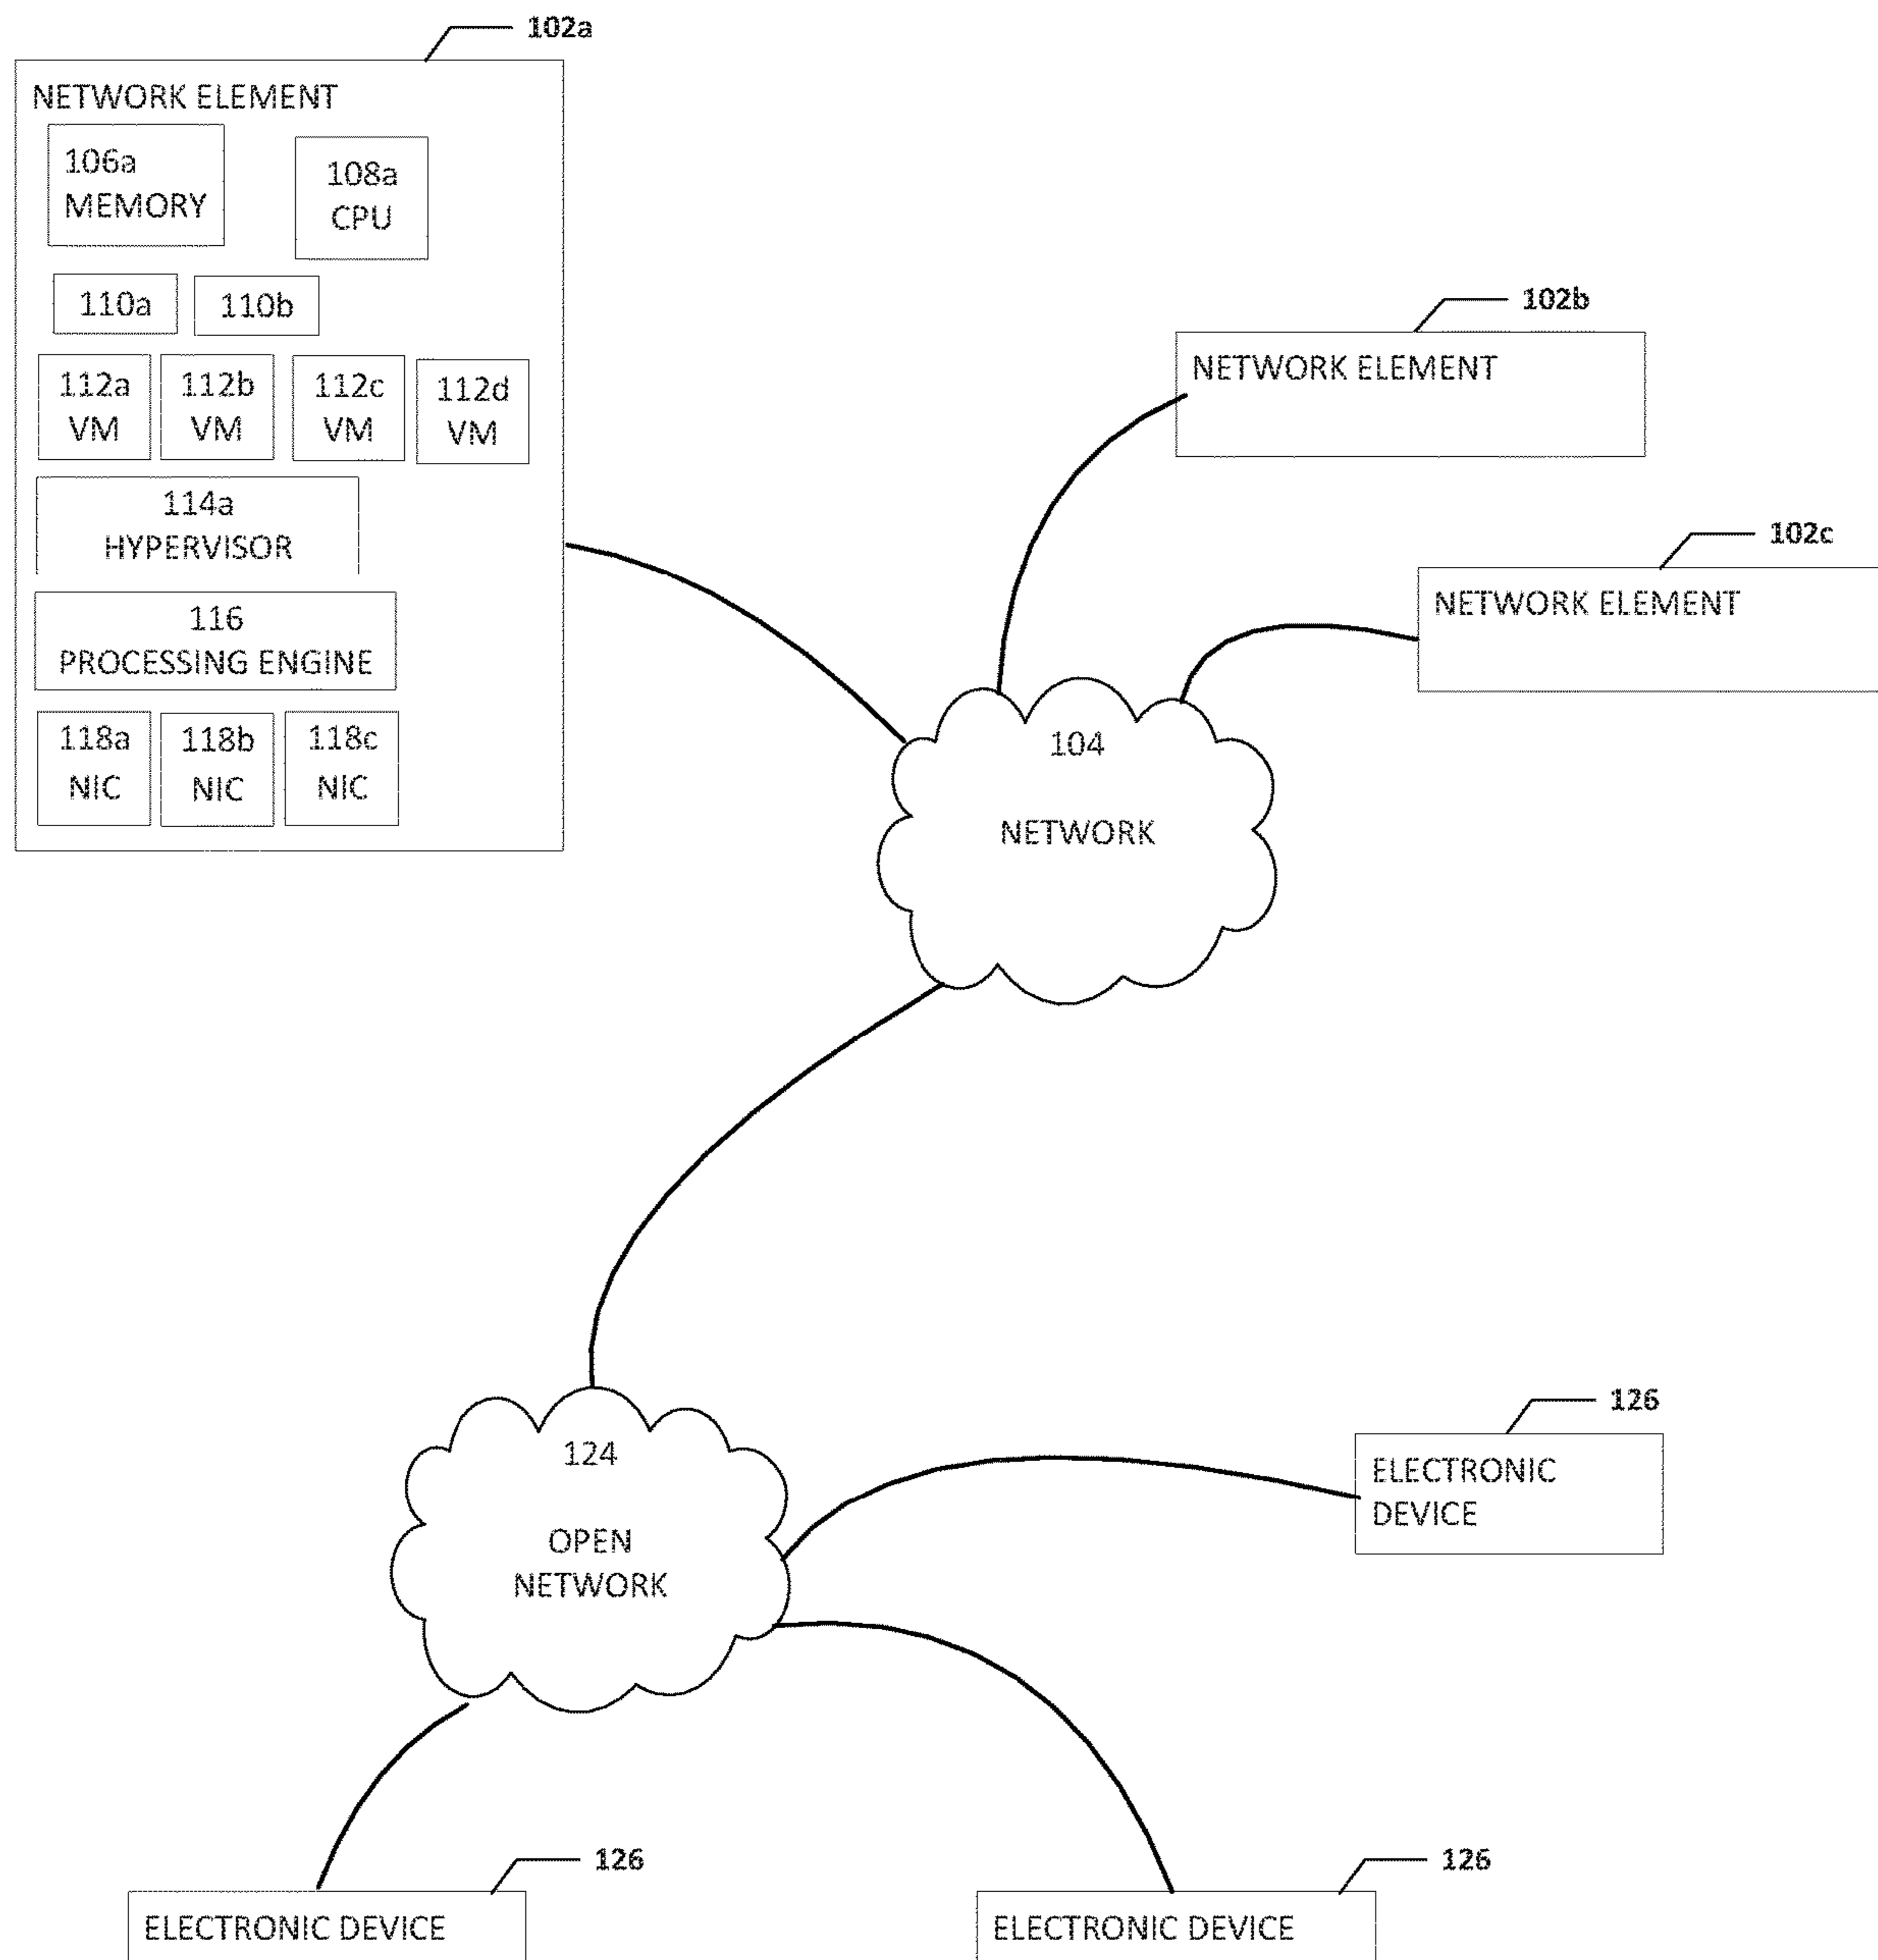 102a
NETWORK ELEMENT
106a
MEMORY
108a
CPU
110a
110b
112a
VM
112b
VM
112c
VM
112d
VM
114a
HYPERVISOR
116
PROCESSING ENGINE
118a
NIC
118b
NIC
118c
NIC
102b
NETWORK ELEMENT
102c
NETWORK ELEMENT
104
NETWORK
124
OPEN
NETWORK
126
ELECTRONIC
DEVICE
126
ELECTRONIC DEVICE
126
ELECTRONIC DEVICE